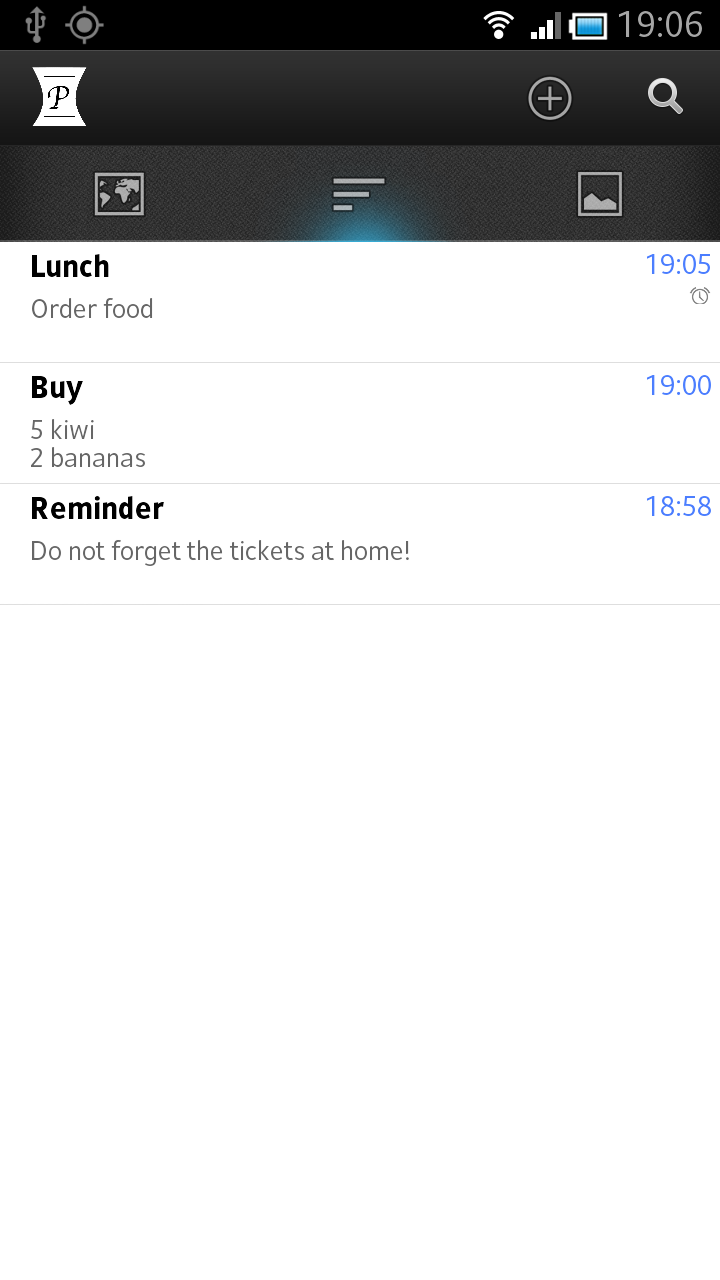 19:06
P
Lunch
19:05
Order food
Buy
19:00
5 kiwi
2 bananas
Reminder
18:58
Do not forget the tickets at home!